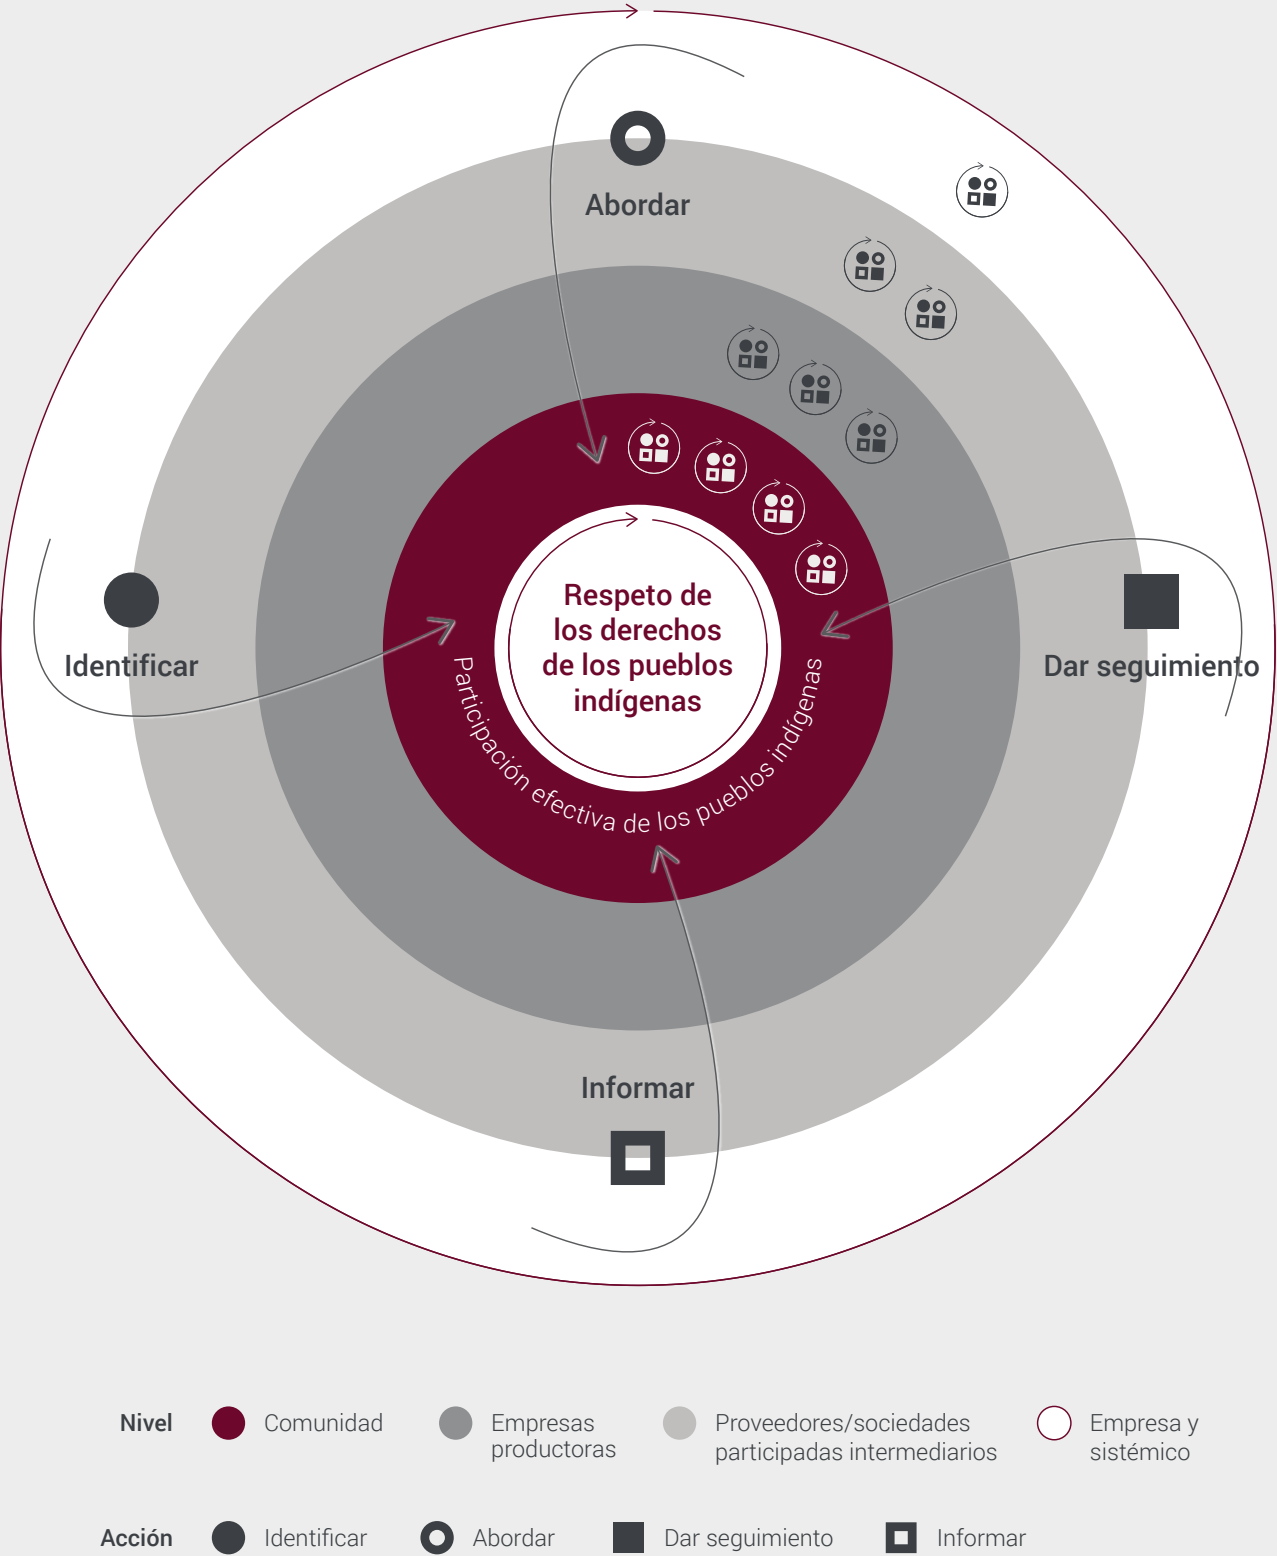 Abordar
Respeto de
los derechos
de los pueblos
indígenas
Identificar
Dar seguimiento
Participación efectiva de los pueblos indígenas
Informar
Nivel
Comunidad
Empresas
productoras
Proveedores/sociedades
participadas intermediarios
Empresa y
sistémico
Acción
Identificar
Abordar
Dar seguimiento
Informar